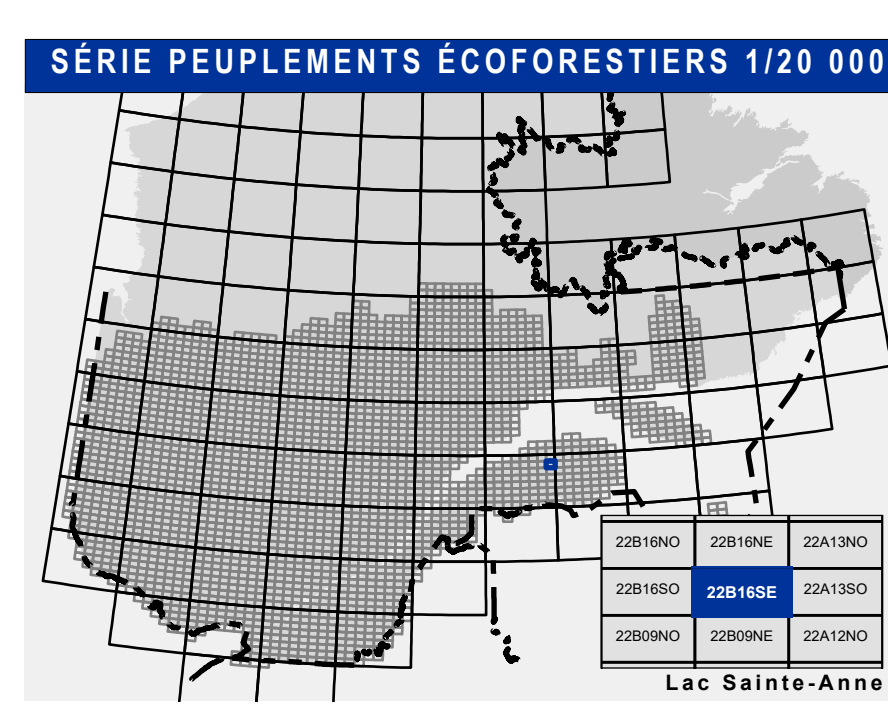 SÉRIE PEUPLEMENTS ÉCOFORESTIERS 1/20 000
22B16NO 22B16NE 22A13NO
22B16SO 22B16SE 22A13SO
22B09NO 22B09NE 22A12NO
Lac Sainte-Anne